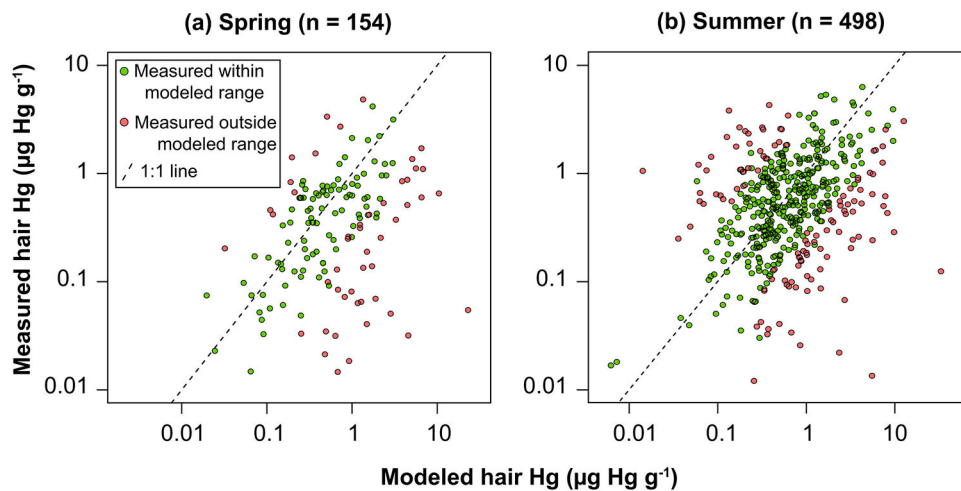 (a) Spring (n = 154)
(b) Summer (n = 498)
Measured hair Hg (µg Hg g⁻¹)
10
1
0.1
0.01
Measured within
modeled range
Measured outside
modeled range
1:1 line
0.01 0.1 1 10
10
1
0.1
0.01
0.01 0.1 1 10
Modeled hair Hg (µg Hg g⁻¹)